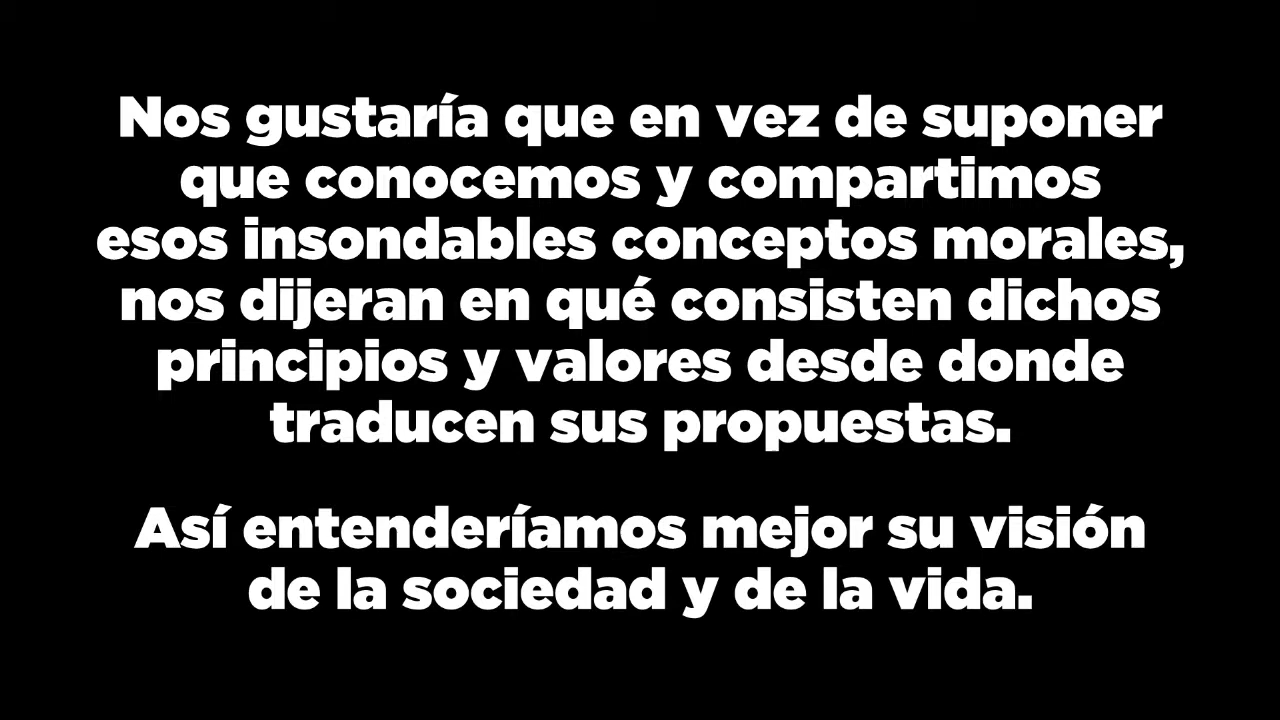 Nos gustaría que en vez de suponer
que conocemos y compartimos
esos insondables conceptos morales,
nos dijeran en qué consisten dichos
principios y valores desde donde
traducen sus propuestas.
Así entenderíamos mejor su visión
de la sociedad y de la vida.